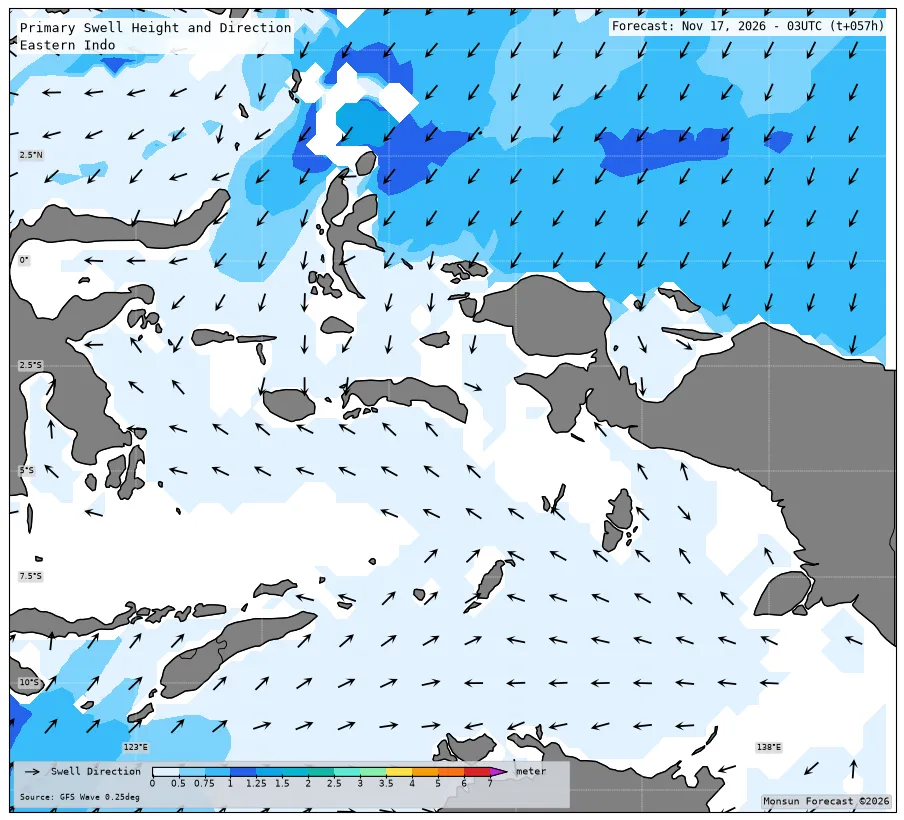 Primary Swell Height and Direction
Eastern Indo
Forecast: Nov 17, 2026 - 03UTC (t+057h)
2.5°N
0°
2.5°S
5°S
7.5°S
10°S
123°E
138°E
Swell Direction
0 0.5 0.75 1 1.25 1.5 2 2.5 3 3.5 4 5 6 7
meter
Source: GFS Wave 0.25deg
Monsun Forecast ©2026